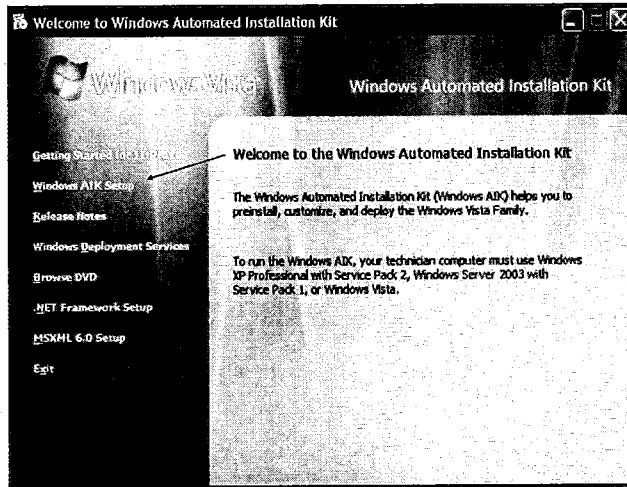 Welcome to Windows Automated Installation Kit
Windows Vista
Windows Automated Installation Kit
Getting Started
Windows AIK Setup
Release Notes
Windows Deployment Services
Browse DVD
.NET Framework Setup
MSXML 6.0 Setup
Exit
Welcome to the Windows Automated Installation Kit
The Windows Automated Installation Kit (Windows AIK) helps you to
preinstall, customize, and deploy the Windows Vista Family.
To run the Windows AIK, your technician computer must use Windows
XP Professional with Service Pack 2, Windows Server 2003 with
Service Pack 1, or Windows Vista.